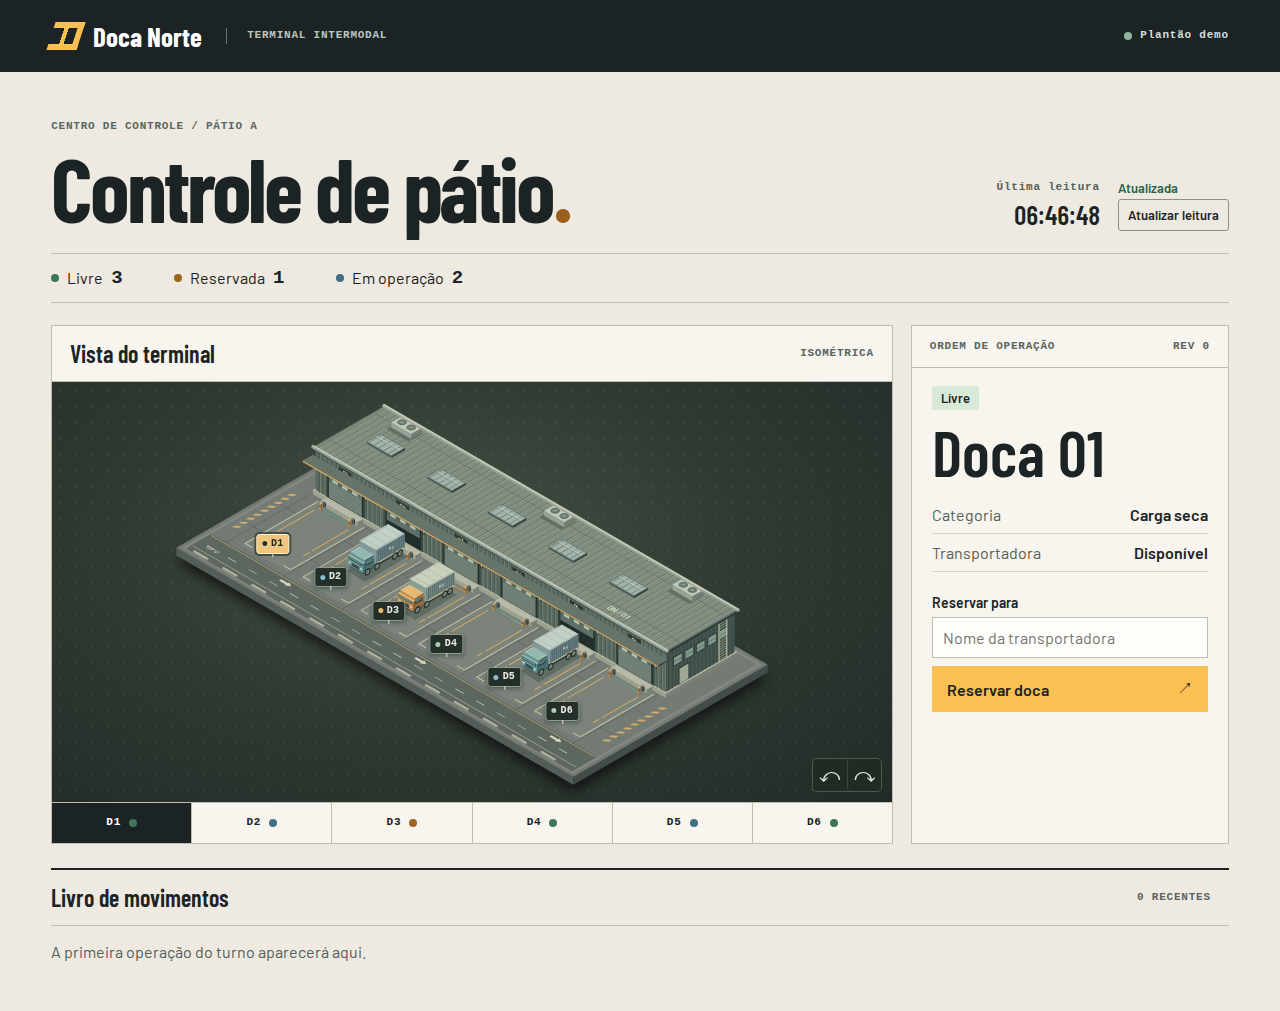 Doca Norte
TERMINAL INTERMODAL
Plantão demo
CENTRO DE CONTROLE / PÁTIO A
Controle de pátio.
Última leitura
06:46:48
Atualizada
Atualizar leitura
Livre 3
Reservada 1
Em operação 2
Vista do terminal
ISOMÉTRICA
D1
D2
D3
D4
D5
D6
DN/01
D1
D2
D3
D4
D5
D6
ORDEM DE OPERAÇÃO
REV 0
Livre
Doca 01
Categoria
Carga seca
Transportadora
Disponível
Reservar para
Nome da transportadora
Reservar doca ↗
Livro de movimentos
0 RECENTES
A primeira operação do turno aparecerá aqui.